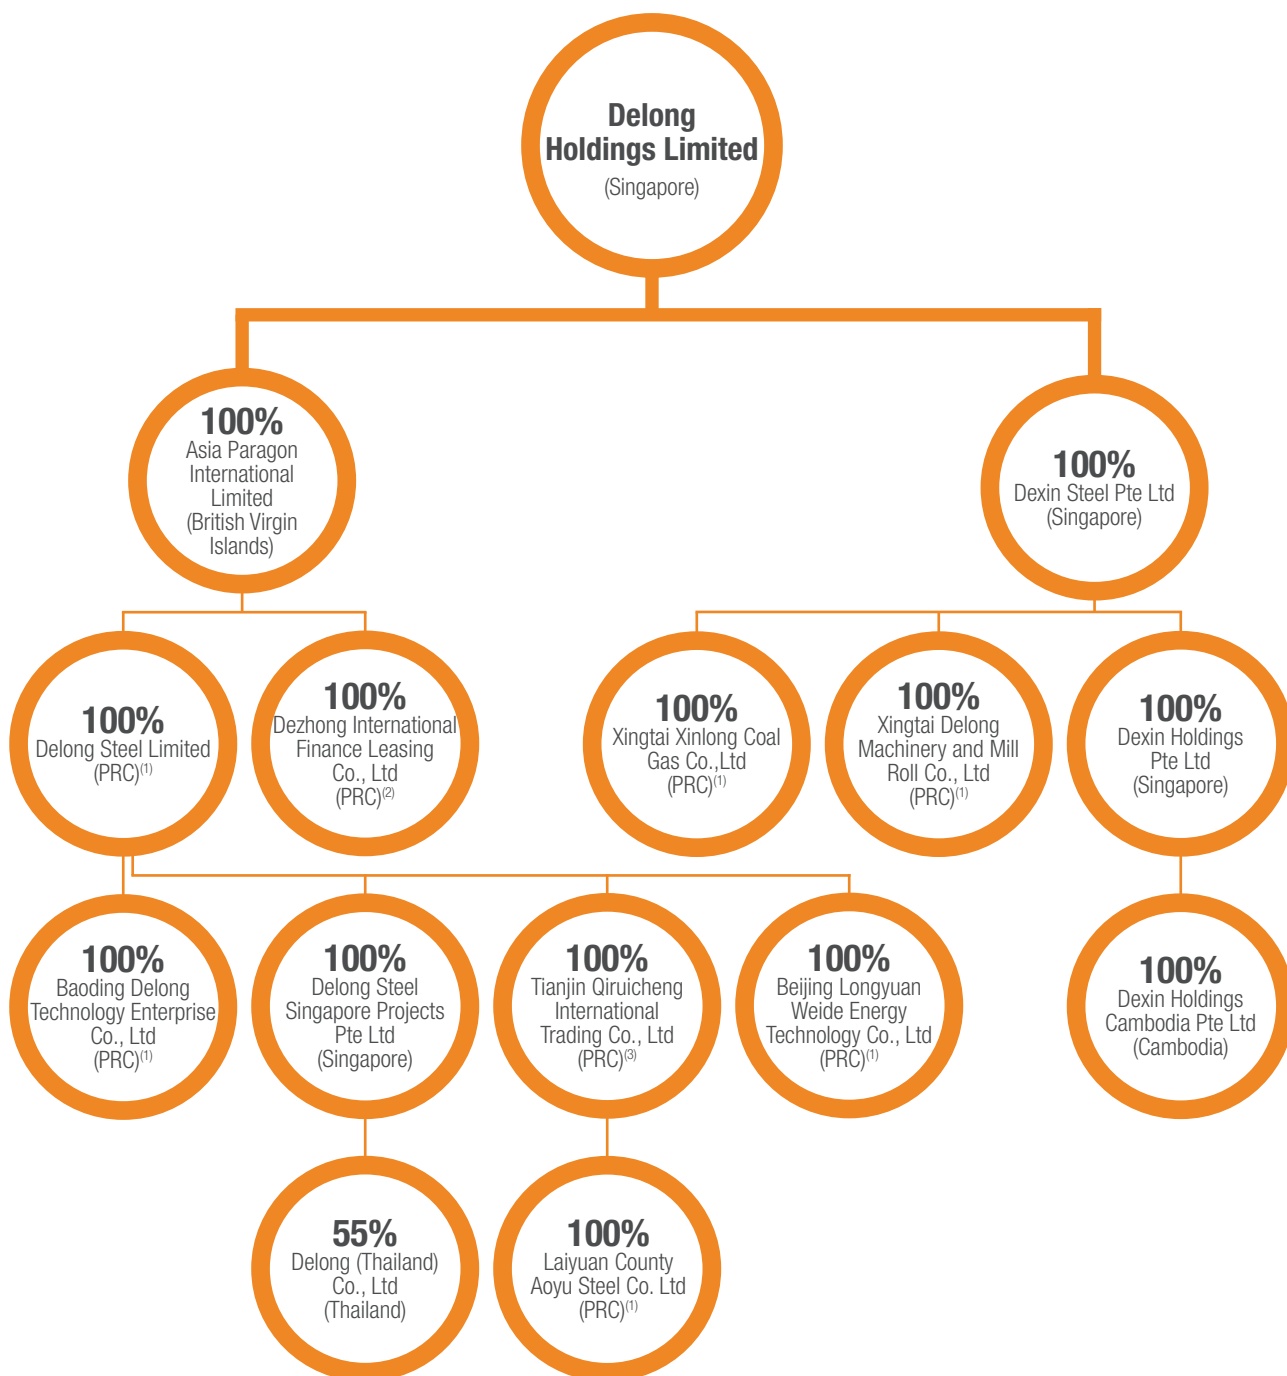 Delong
Holdings Limited
(Singapore)
100%
Asia Paragon
International
Limited
(British Virgin
Islands)
100%
Dexin Steel Pte Ltd
(Singapore)
100%
Delong Steel Limited
(PRC)(1)
100%
Dezhong International
Finance Leasing
Co., Ltd
(PRC)(2)
100%
Xingtai Xinlong Coal
Gas Co.,Ltd
(PRC)(1)
100%
Xingtai Delong
Machinery and Mill
Roll Co., Ltd
(PRC)(1)
100%
Dexin Holdings
Pte Ltd
(Singapore)
100%
Baoding Delong
Technology Enterprise
Co., Ltd
(PRC)(1)
100%
Delong Steel
Singapore Projects
Pte Ltd
(Singapore)
100%
Tianjin Qiruicheng
International
Trading Co., Ltd
(PRC)(3)
100%
Beijing Longyuan
Weide Energy
Technology Co., Ltd
(PRC)(1)
100%
Dexin Holdings
Cambodia Pte Ltd
(Cambodia)
55%
Delong (Thailand)
Co., Ltd
(Thailand)
100%
Laiyuan County
Aoyu Steel Co. Ltd
(PRC)(1)